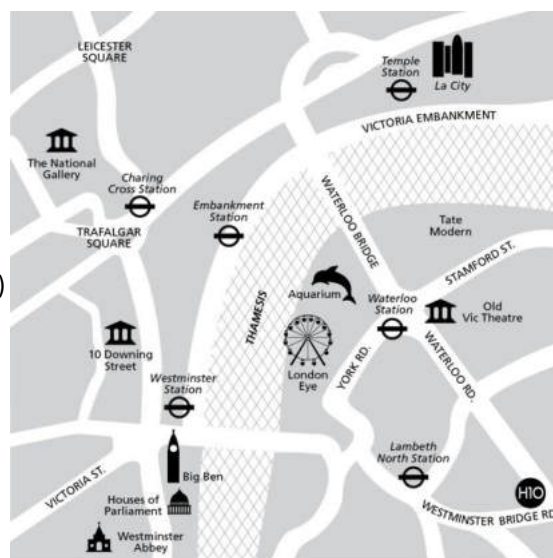 LEICESTER
SQUARE
Temple
Station
La City
VICTORIA EMBANKMENT
The National
Gallery
Charing
Cross Station
Embankment
Station
TRAFALGAR
SQUARE
WATERLOO BRIDGE
Tate
Modern
STAMFORD ST.
)
THAMESIS
Aquarium
Waterloo
Station
Old
Vic Theatre
10 Downing
Street
London
Eye
YORK RD.
WATERLOO RD.
Westminster
Station
Big Ben
Lambeth
North Station
VICTORIA ST.
Houses of
Parliament
H10
WESTMINSTER BRIDGE RD
Westminster
Abbey